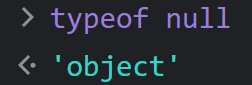 > typeof null
<· 'object'